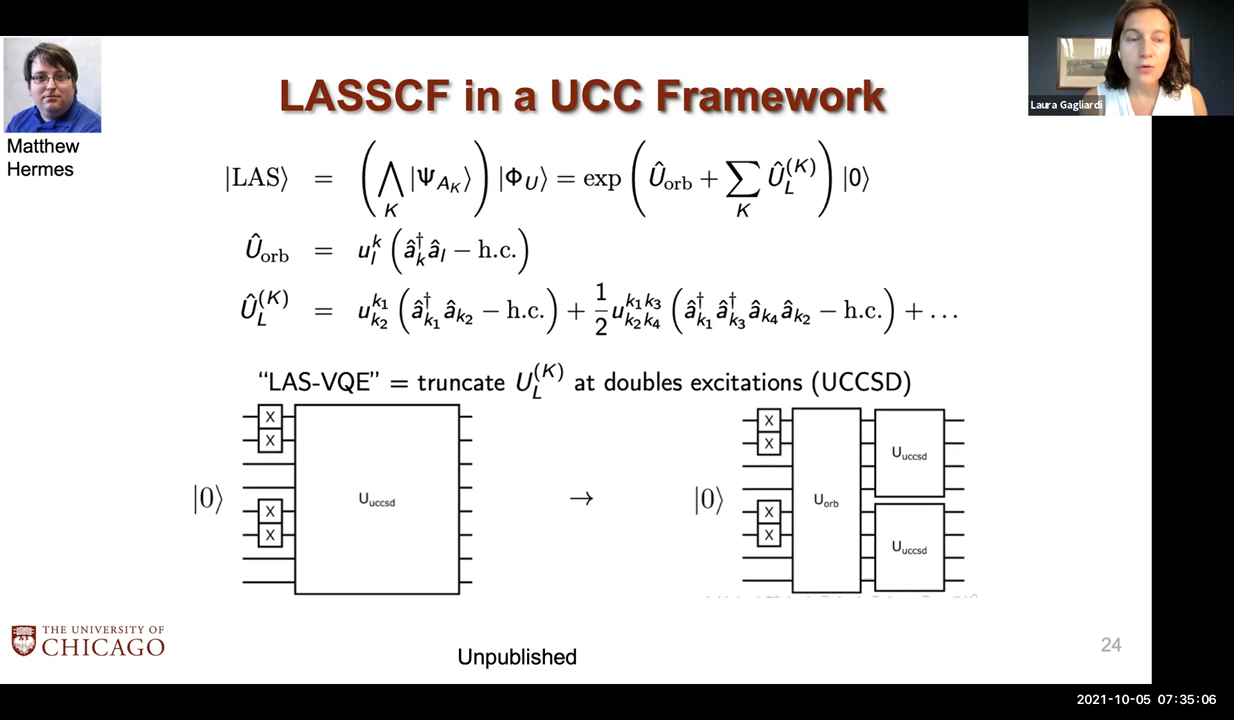 LASSCF in a UCC Framework
Laura Gagliardi
Matthew
Hermes
|LAS⟩ = (⋀_K |Ψ_{A_K}⟩) |Φ_U⟩ = exp (Û_orb + ∑_K Û_L^{(K)}) |0⟩
Û_orb = u_l^k (â_k^† â_l − h.c.)
Û_L^{(K)} = u_{k_2}^{k_1} (â_{k_1}^† â_{k_2} − h.c.) + 1/2 u_{k_2 k_4}^{k_1 k_3} (â_{k_1}^† â_{k_3}^† â_{k_4} â_{k_2} − h.c.) + ...
“LAS-VQE” = truncate U_L^{(K)} at doubles excitations (UCCSD)
|0⟩
X
X
X
X
U_uccsd
→
|0⟩
X
X
X
X
U_orb
U_uccsd
U_uccsd
THE UNIVERSITY OF
CHICAGO
Unpublished
24
2021-10-05 07:35:06